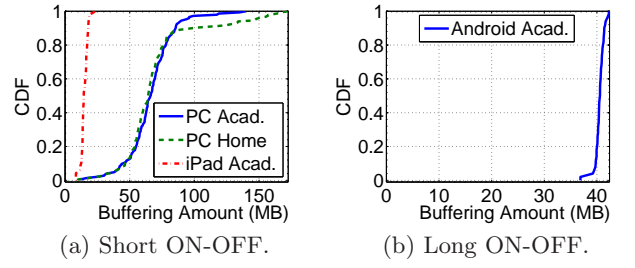 1
0.8
0.6
0.4
0.2
0
CDF
PC Acad.
PC Home
iPad Acad.
0 50 100 150
Buffering Amount (MB)
(a) Short ON-OFF.
1
0.8
0.6
0.4
0.2
0
CDF
Android Acad.
0 10 20 30 40
Buffering Amount (MB)
(b) Long ON-OFF.